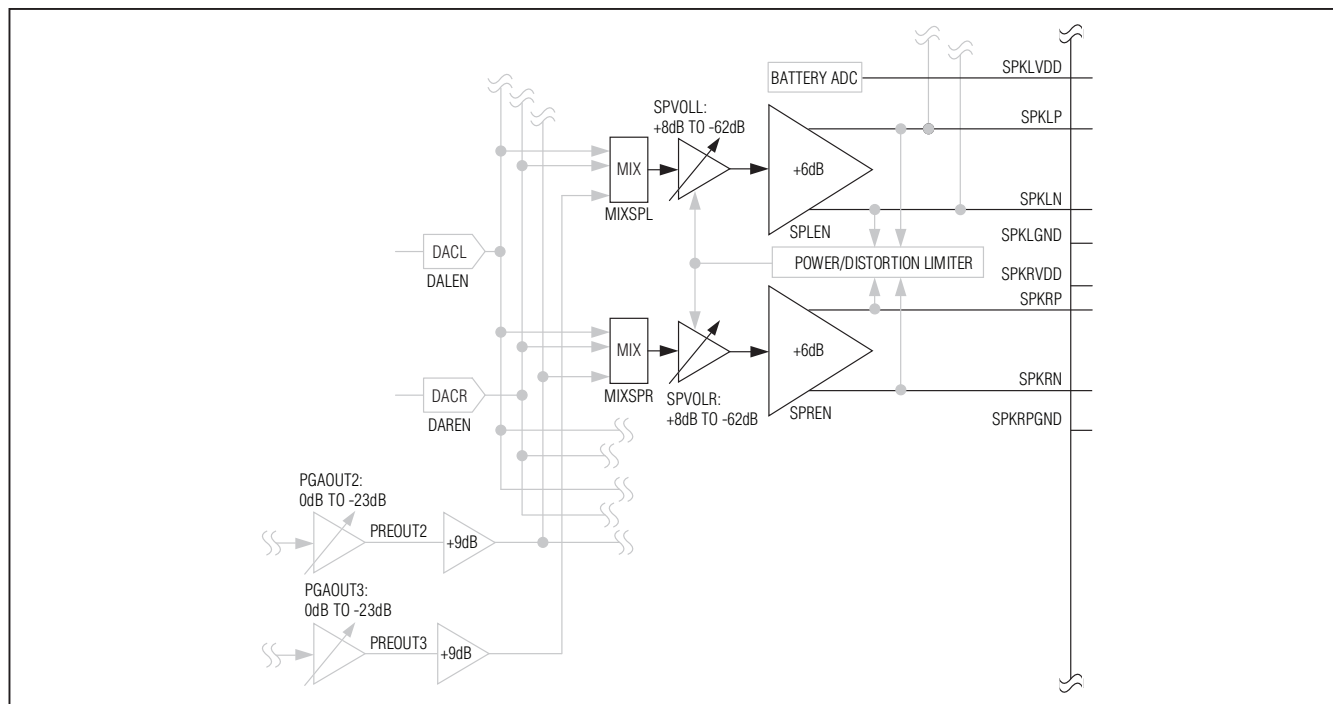 BATTERY ADC
SPKLVDD
SPVOLL:
+8dB TO -62dB
SPKLP
MIX
+6dB
MIXSPL
SPKLN
SPLEN
SPKLGND
DACL
DALEN
POWER/DISTORTION LIMITER
SPKRVDD
SPKRP
MIX
+6dB
MIXSPR
SPVOLR:
+8dB TO -62dB
SPKRN
SPREN
SPKRPGND
DACR
DAREN
PGAOUT2:
0dB TO -23dB
PREOUT2
+9dB
PGAOUT3:
0dB TO -23dB
PREOUT3
+9dB